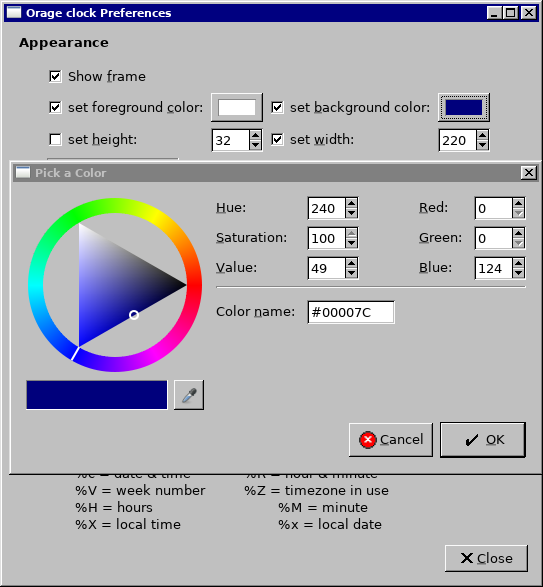 Orage clock Preferences
Appearance
Show frame
set foreground color: set background color:
set height: 32 set width: 220
Pick a Color
Hue: 240 Red: 0
Saturation: 100 Green: 0
Value: 49 Blue: 124
Color name: #00007C
Cancel OK
%c = date & time %R = hour & minute
%V = week number %Z = timezone in use
%H = hours %M = minute
%X = local time %x = local date
Close